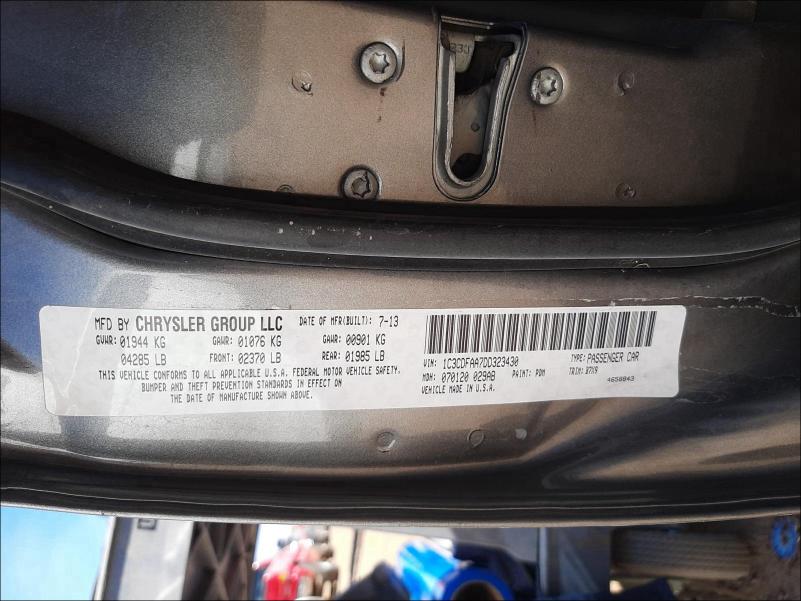 MFD BY CHRYSLER GROUP LLC DATE OF MFR(BUILT): 7-13
GVWR: 01944 KG GAWR: 01076 KG GAWR: 00901 KG
04285 LB FRONT: 02370 LB REAR: 01985 LB
THIS VEHICLE CONFORMS TO ALL APPLICABLE U.S.A. FEDERAL MOTOR VEHICLE SAFETY.
BUMPER AND THEFT PREVENTION STANDARDS IN EFFECT ON
THE DATE OF MANUFACTURE SHOWN ABOVE.
VIN: 1C3CDFAA7DD323430 TYPE: PASSENGER CAR
MDH: 070120 029AB PAINT: PDM TRIM: B7X9
VEHICLE MADE IN U.S.A. 4658843